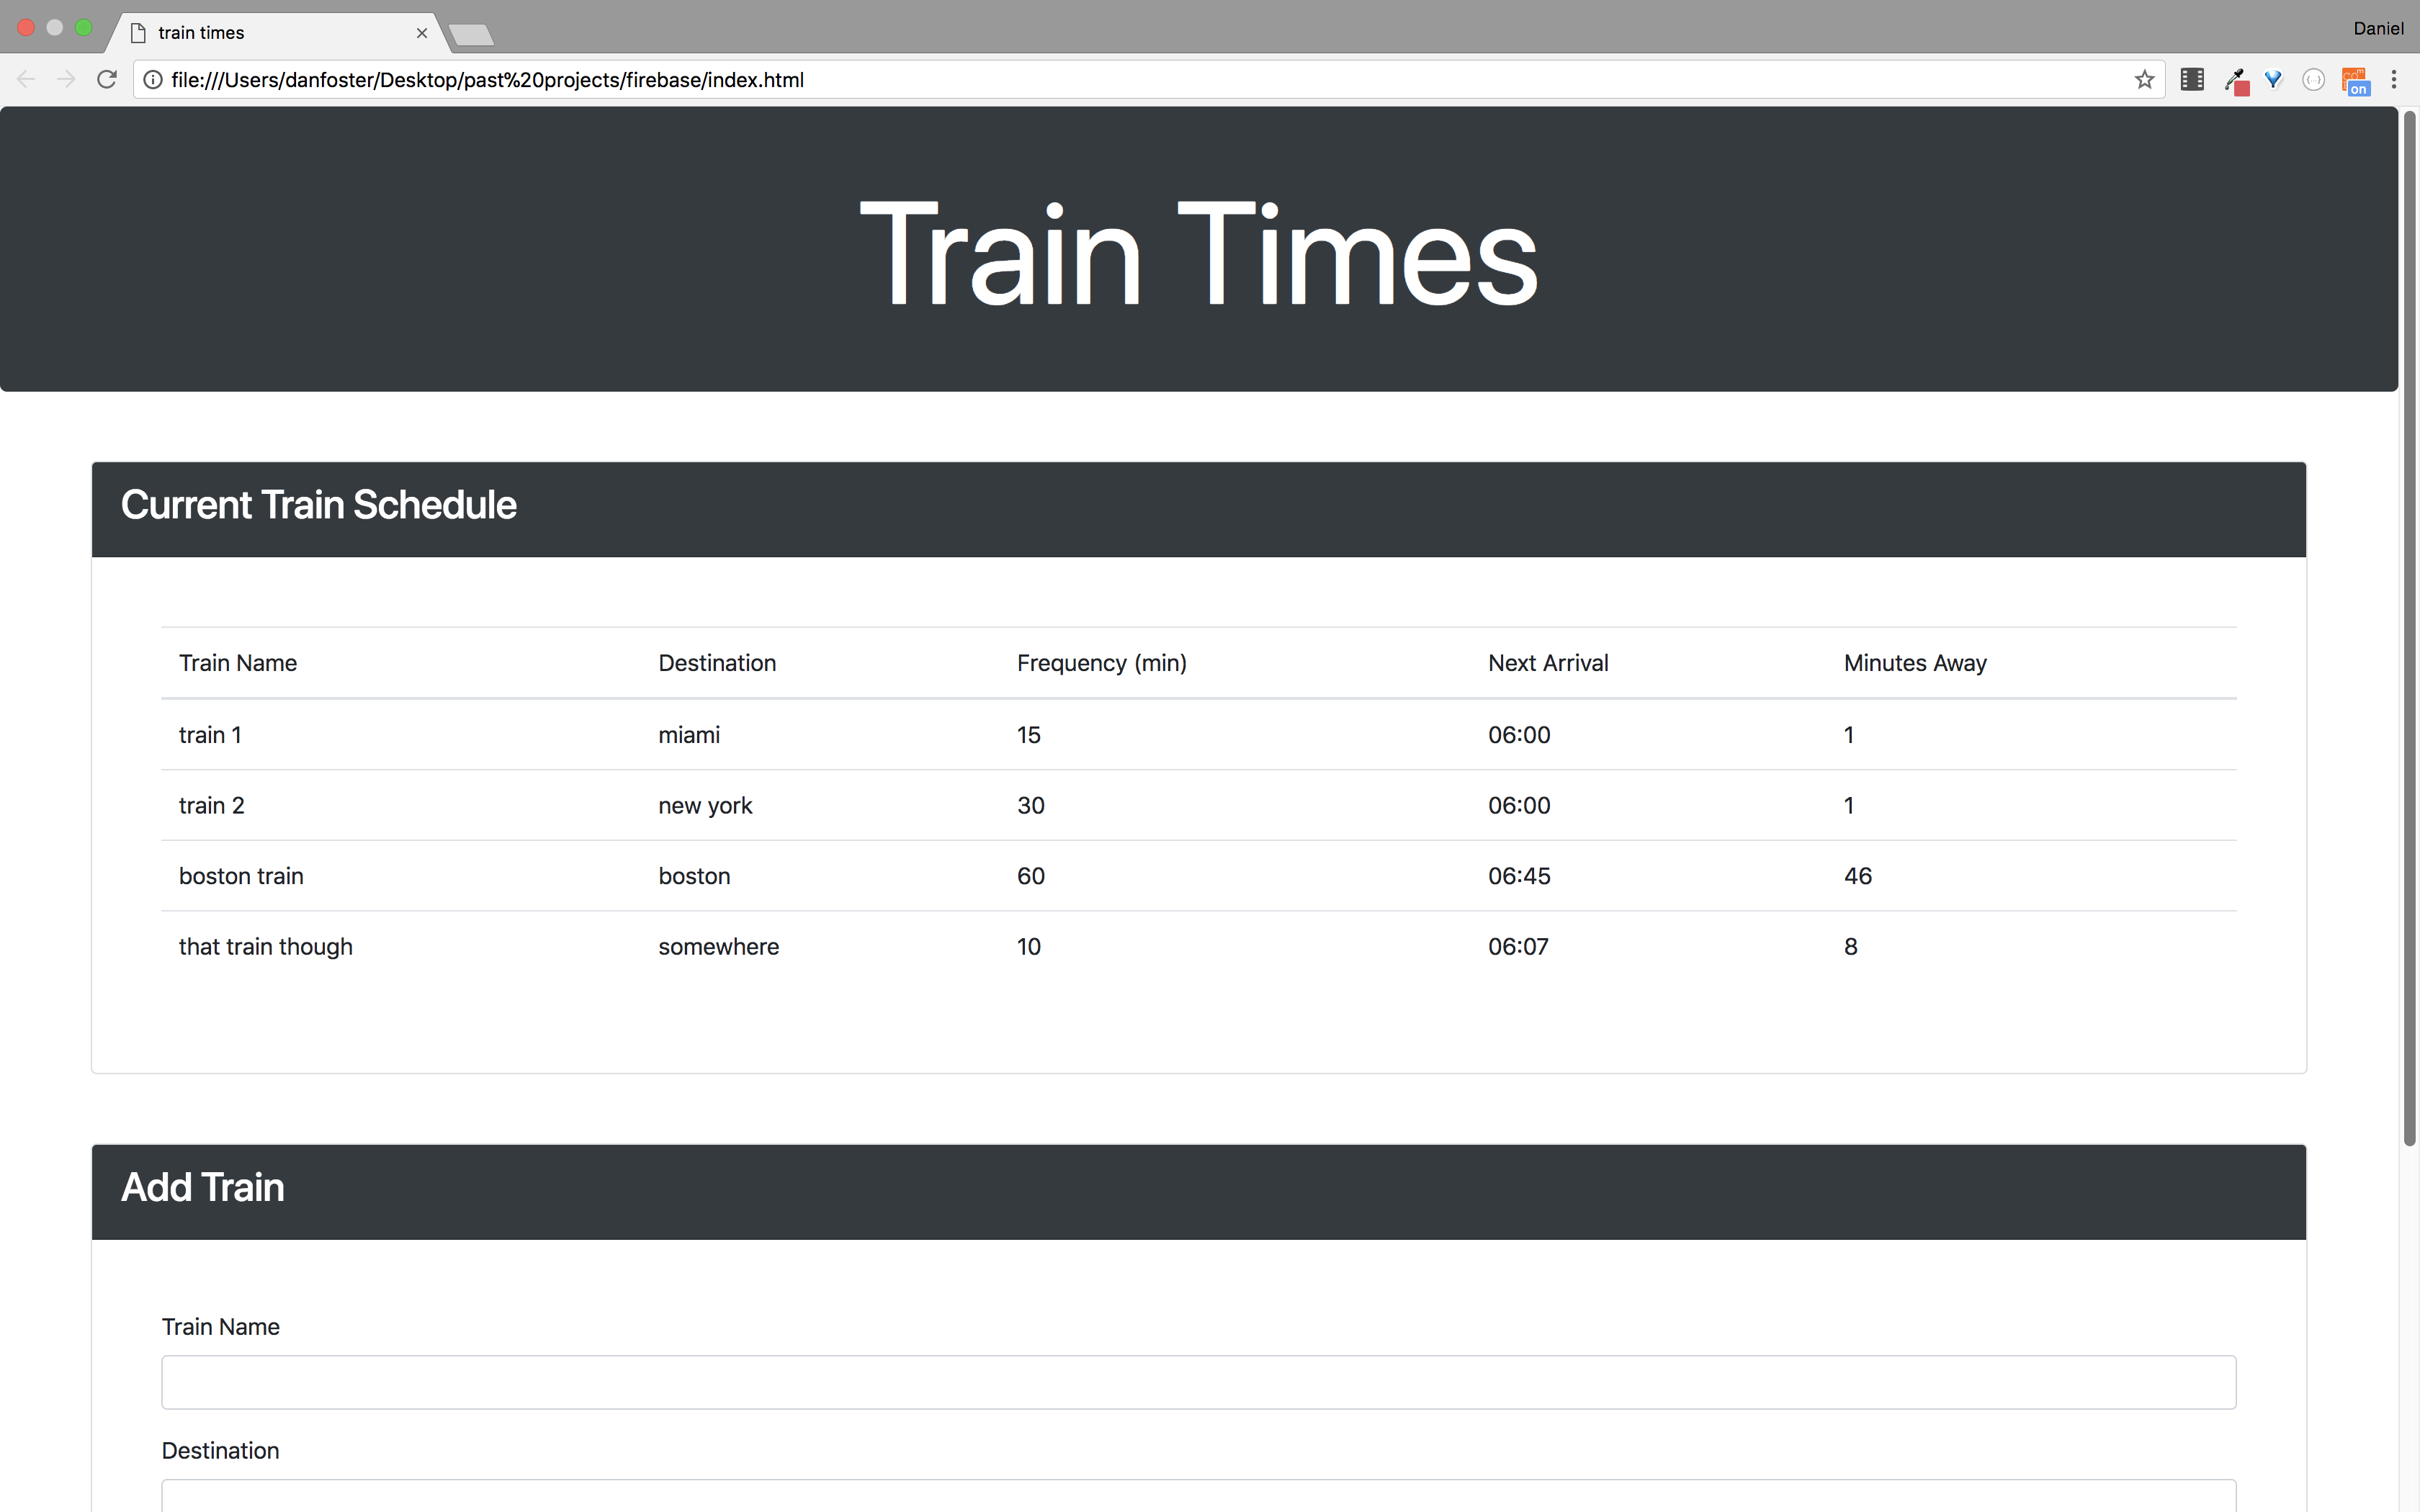 train times
Daniel
file:///Users/danfoster/Desktop/past%20projects/firebase/index.html
on
Train Times
Current Train Schedule
Train Name Destination Frequency (min) Next Arrival Minutes Away
train 1 miami 15 06:00 1
train 2 new york 30 06:00 1
boston train boston 60 06:45 46
that train though somewhere 10 06:07 8
Add Train
Train Name
Destination